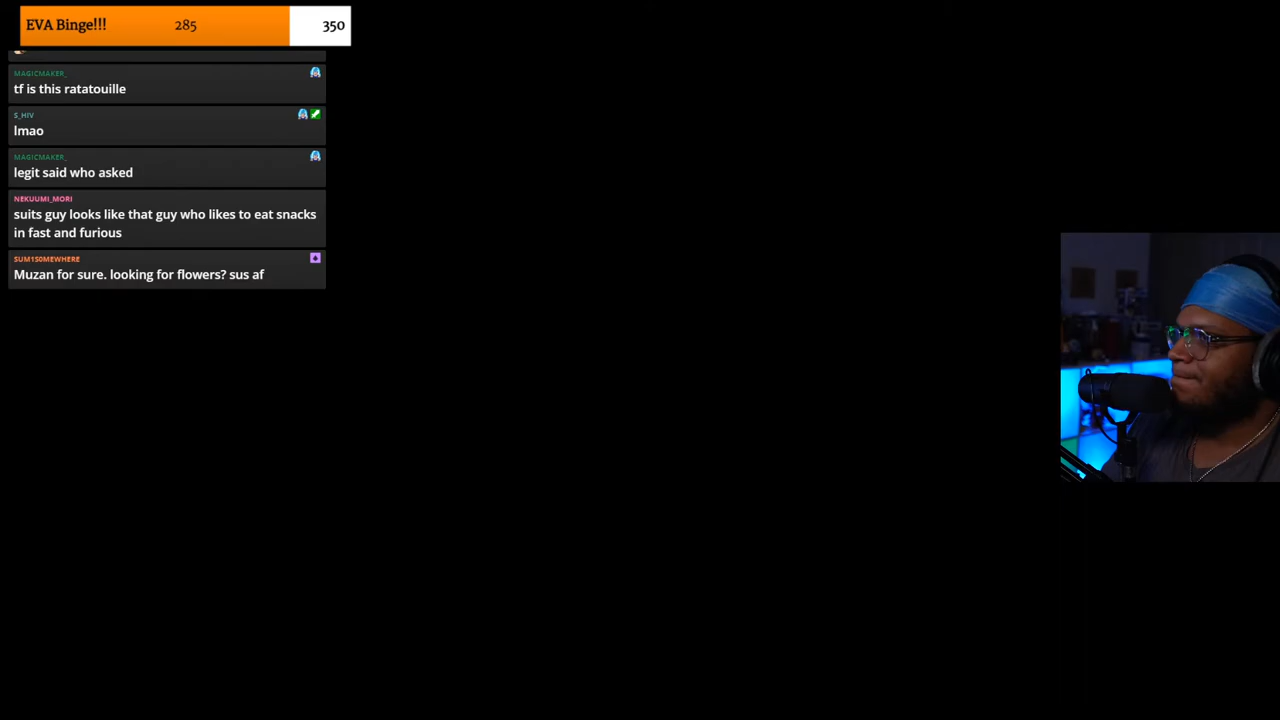 EVA Binge!!! 285 350
MAGICMAKER_
tf is this ratatouille
S_HIV
lmao
MAGICMAKER_
legit said who asked
NEKUUMI_MORI
suits guy looks like that guy who likes to eat snacks
in fast and furious
SUM1S0MEWHERE
Muzan for sure. looking for flowers? sus af